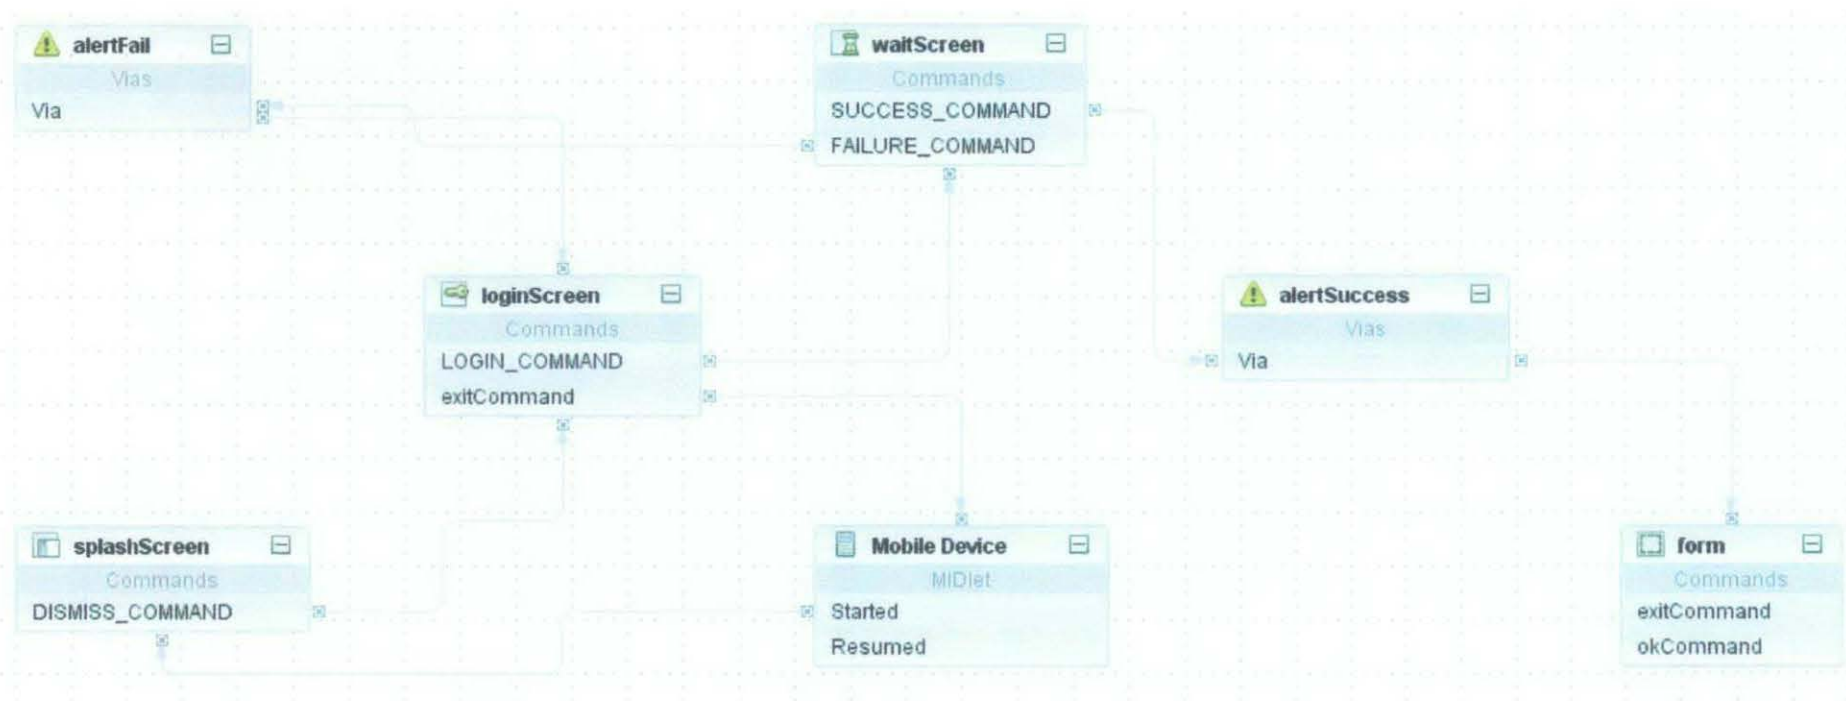 alertFail
Vias
Via
waitScreen
Commands
SUCCESS_COMMAND
FAILURE_COMMAND
loginScreen
Commands
LOGIN_COMMAND
exitCommand
alertSuccess
Vias
Via
splashScreen
Commands
DISMISS_COMMAND
Mobile Device
MIDlet
Started
Resumed
form
Commands
exitCommand
okCommand